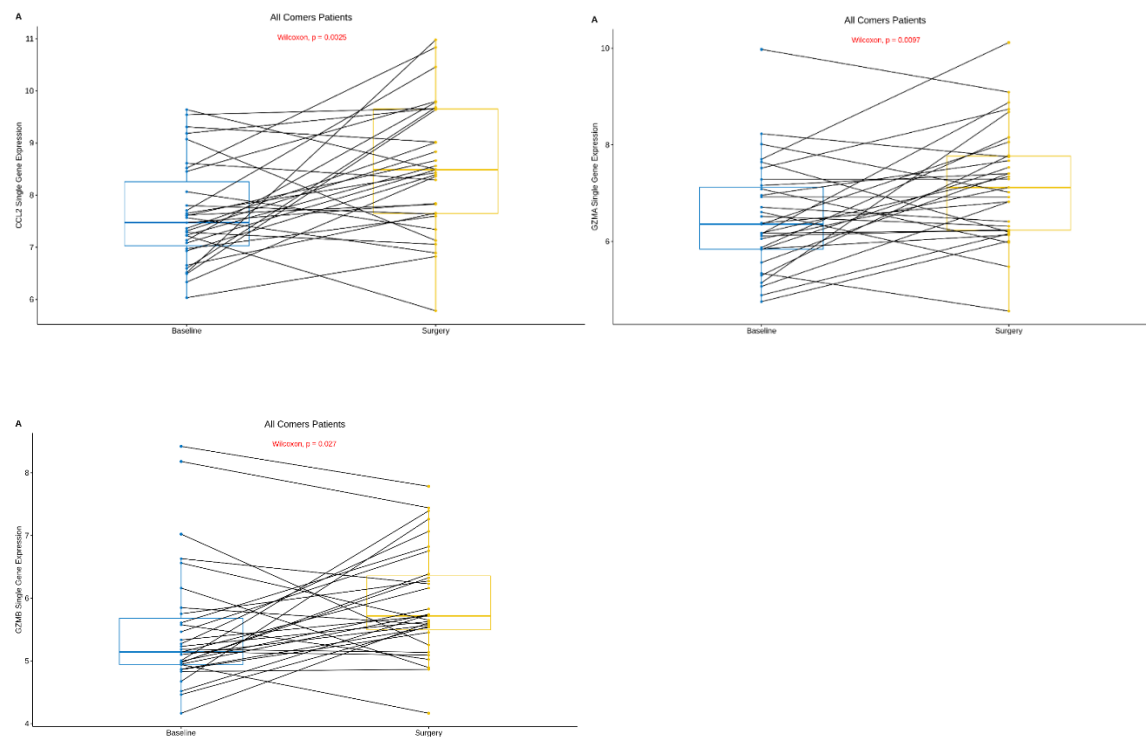 A
All Comers Patients
Wilcoxon, p = 0.0025
11
10
9
8
7
6
CCL2 Single Gene Expression
Baseline
Surgery
A
All Comers Patients
Wilcoxon, p = 0.0097
10
8
6
GZMA Single Gene Expression
Baseline
Surgery
A
All Comers Patients
Wilcoxon, p = 0.027
8
7
6
5
4
GZMB Single Gene Expression
Baseline
Surgery